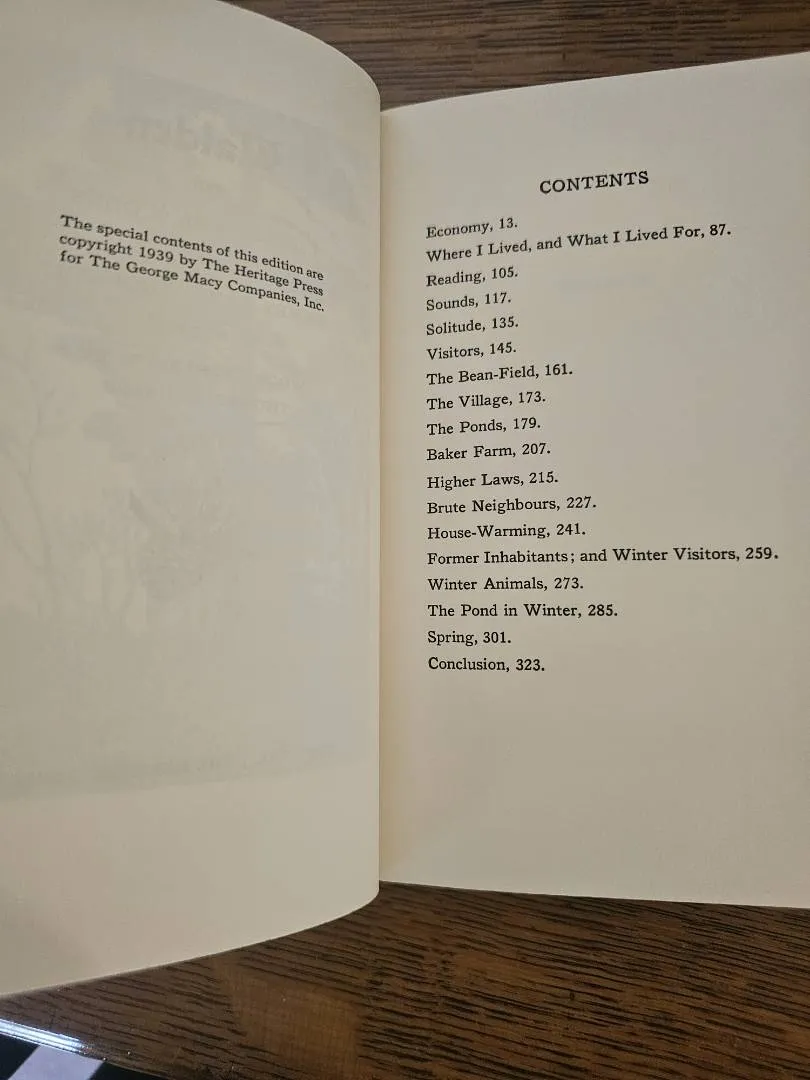 The special contents of this edition are
copyright 1939 by The Heritage Press
for The George Macy Companies, Inc.
CONTENTS
Economy, 13.
Where I Lived, and What I Lived For, 87.
Reading, 105.
Sounds, 117.
Solitude, 135.
Visitors, 145.
The Bean-Field, 161.
The Village, 173.
The Ponds, 179.
Baker Farm, 207.
Higher Laws, 215.
Brute Neighbours, 227.
House-Warming, 241.
Former Inhabitants; and Winter Visitors, 259.
Winter Animals, 273.
The Pond in Winter, 285.
Spring, 301.
Conclusion, 323.